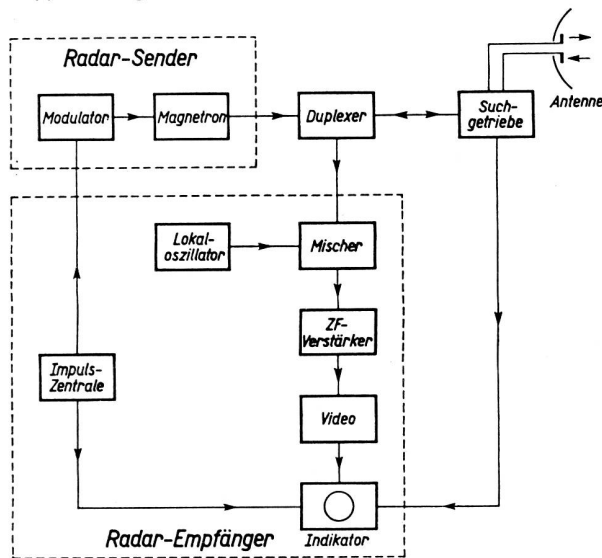 Radar-Sender
Modulator
Magnetron
Duplexer
Such-
getriebe
Antenne
Lokal-
oszillator
Mischer
ZF-
Verstärker
Impuls-
Zentrale
Video
Radar-Empfänger
Indikator